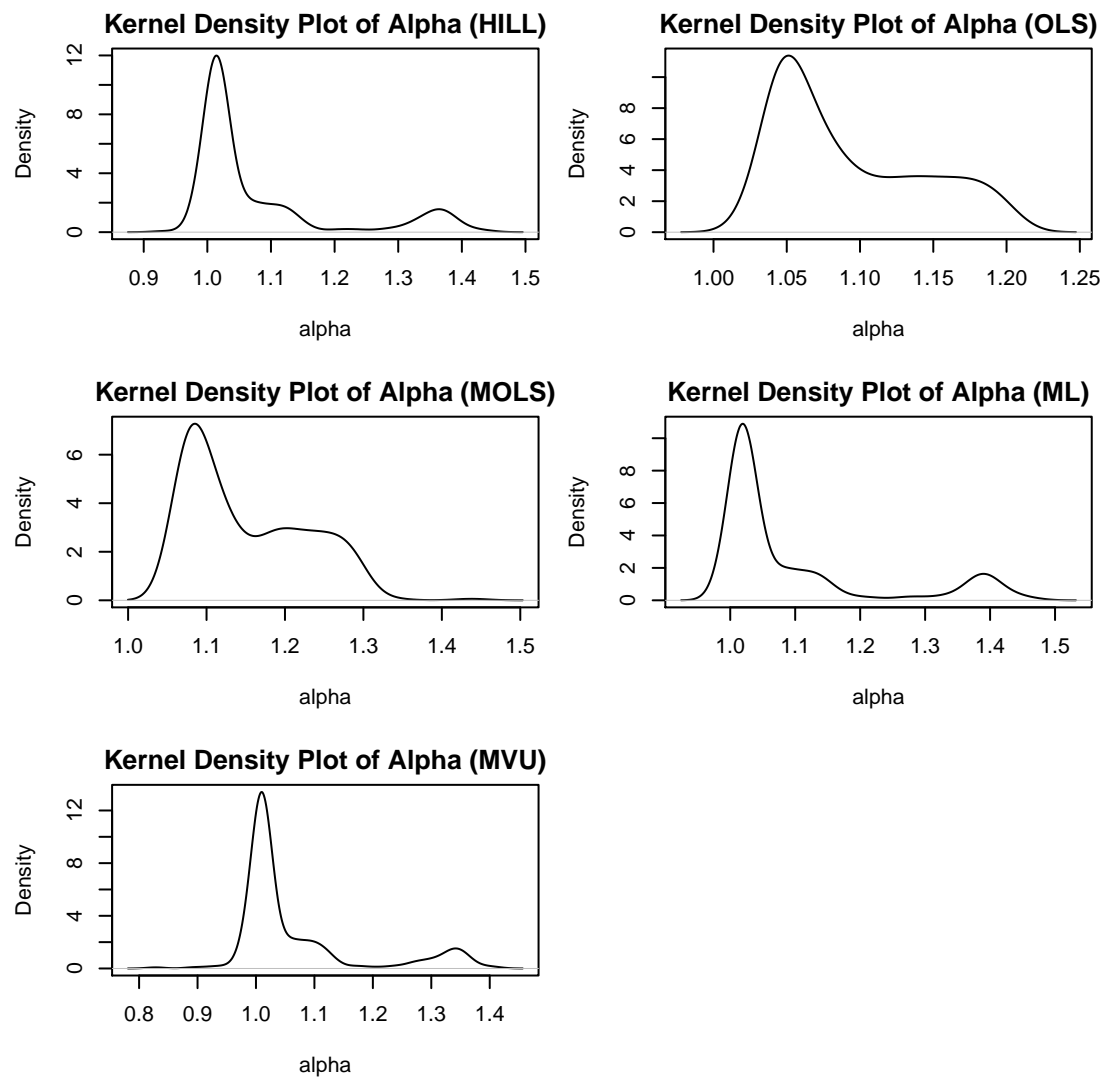 Kernel Density Plot of Alpha (HILL)
Density
0 4 8 12
0.9 1.0 1.1 1.2 1.3 1.4 1.5
alpha
Kernel Density Plot of Alpha (OLS)
Density
0 2 4 6 8
1.00 1.05 1.10 1.15 1.20 1.25
alpha
Kernel Density Plot of Alpha (MOLS)
Density
0 2 4 6
1.0 1.1 1.2 1.3 1.4 1.5
alpha
Kernel Density Plot of Alpha (ML)
Density
0 2 4 6 8
1.0 1.1 1.2 1.3 1.4 1.5
alpha
Kernel Density Plot of Alpha (MVU)
Density
0 4 8 12
0.8 0.9 1.0 1.1 1.2 1.3 1.4
alpha